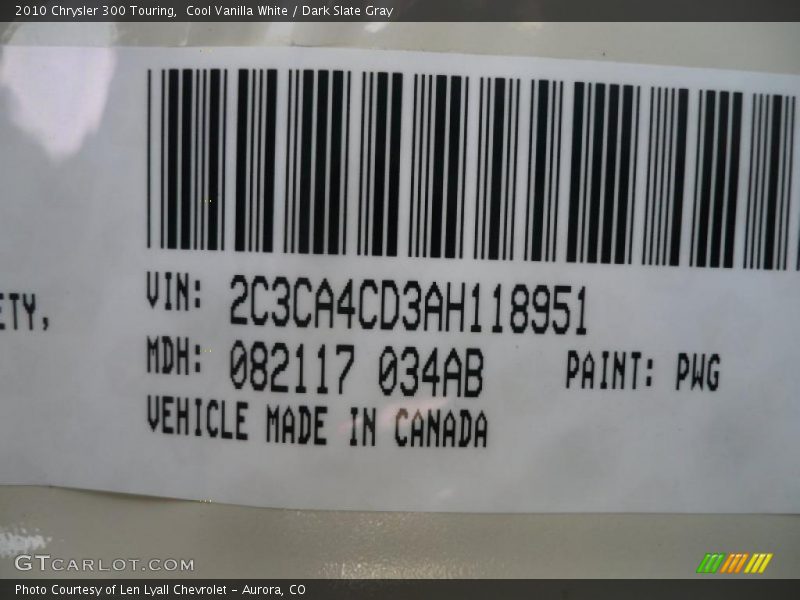 2010 Chrysler 300 Touring,  Cool Vanilla White / Dark Slate Gray
ETY,
VIN: 2C3CA4CD3AH118951
MDH: 082117 034AB PAINT: PWG
VEHICLE MADE IN CANADA
GTCARLOT.COM
Photo Courtesy of Len Lyall Chevrolet - Aurora, CO